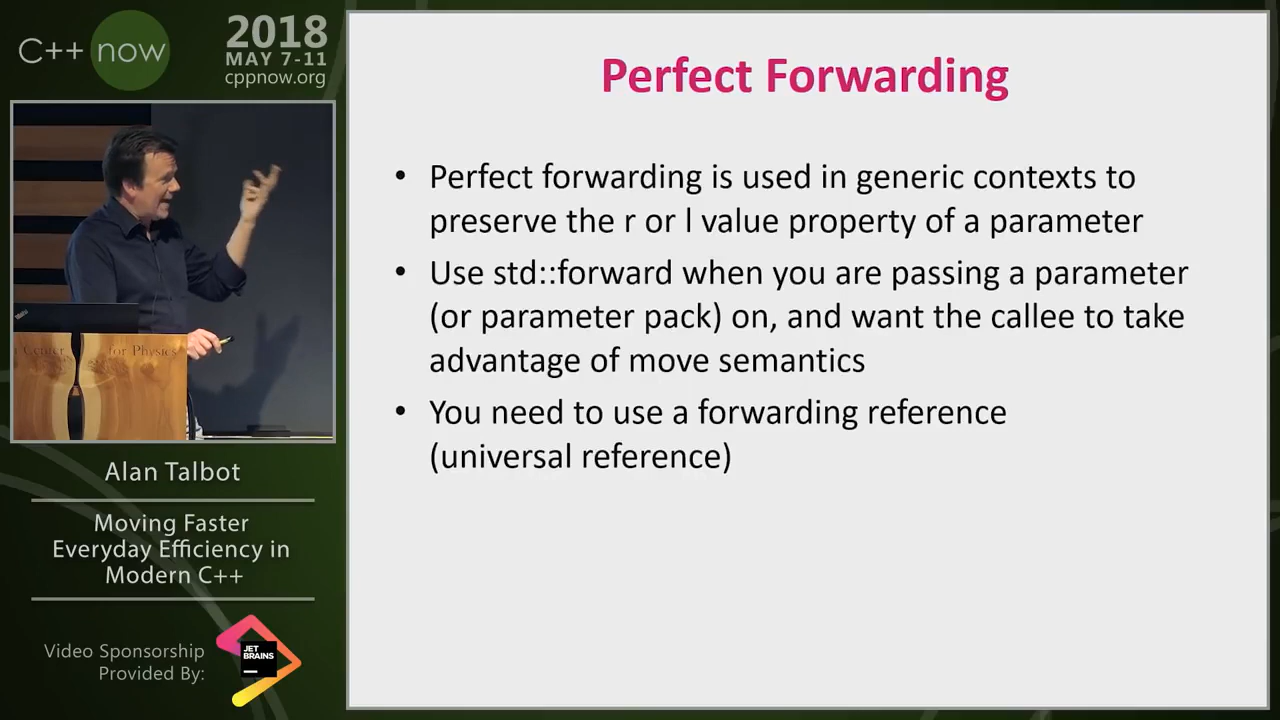 C++ now
2018
MAY 7-11
cppnow.org
Center for Physics
Alan Talbot
Moving Faster
Everyday Efficiency in
Modern C++
Video Sponsorship
Provided By:
JET
BRAINS
Perfect Forwarding
• Perfect forwarding is used in generic contexts to
preserve the r or l value property of a parameter
• Use std::forward when you are passing a parameter
(or parameter pack) on, and want the callee to take
advantage of move semantics
• You need to use a forwarding reference
(universal reference)